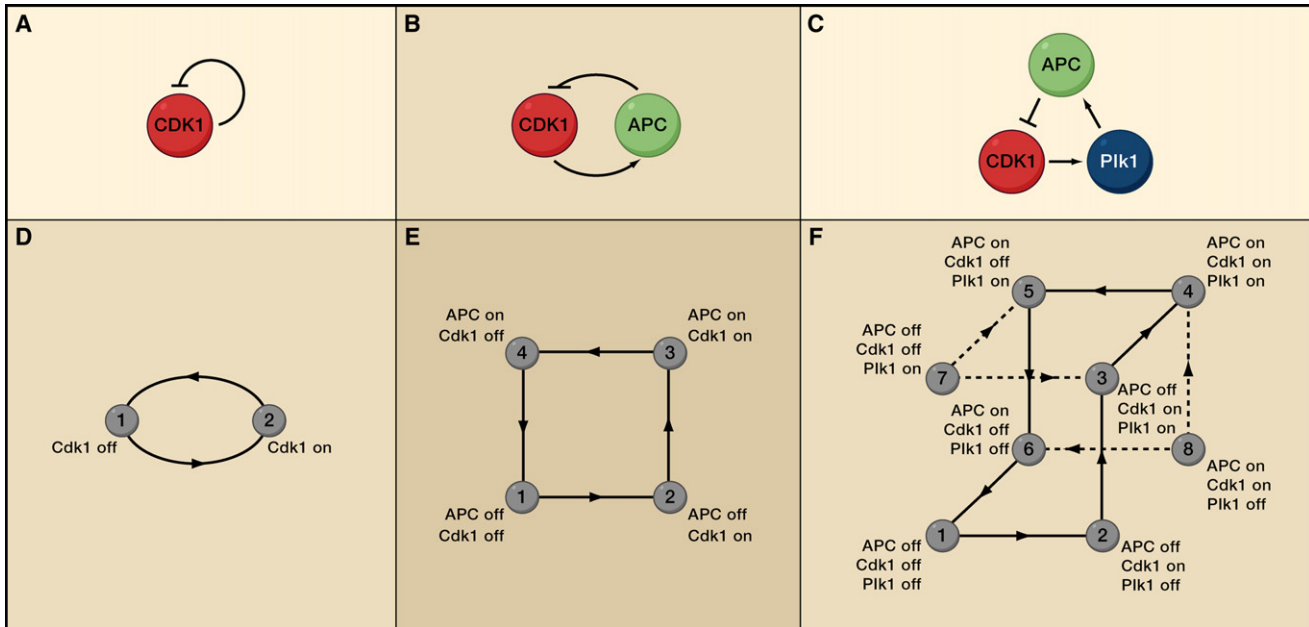 A
CDK1
B
CDK1
APC
C
APC
CDK1
Plk1
D
1
2
Cdk1 off
Cdk1 on
E
APC on
Cdk1 off
APC on
Cdk1 on
4
3
1
2
APC off
Cdk1 off
APC off
Cdk1 on
F
APC on
Cdk1 off
Plk1 on
5
APC on
Cdk1 on
Plk1 on
4
APC off
Cdk1 off
Plk1 on
7
3
APC off
Cdk1 on
Plk1 on
APC on
Cdk1 off
Plk1 off
6
8
APC on
Cdk1 on
Plk1 off
1
APC off
Cdk1 off
Plk1 off
2
APC off
Cdk1 on
Plk1 off